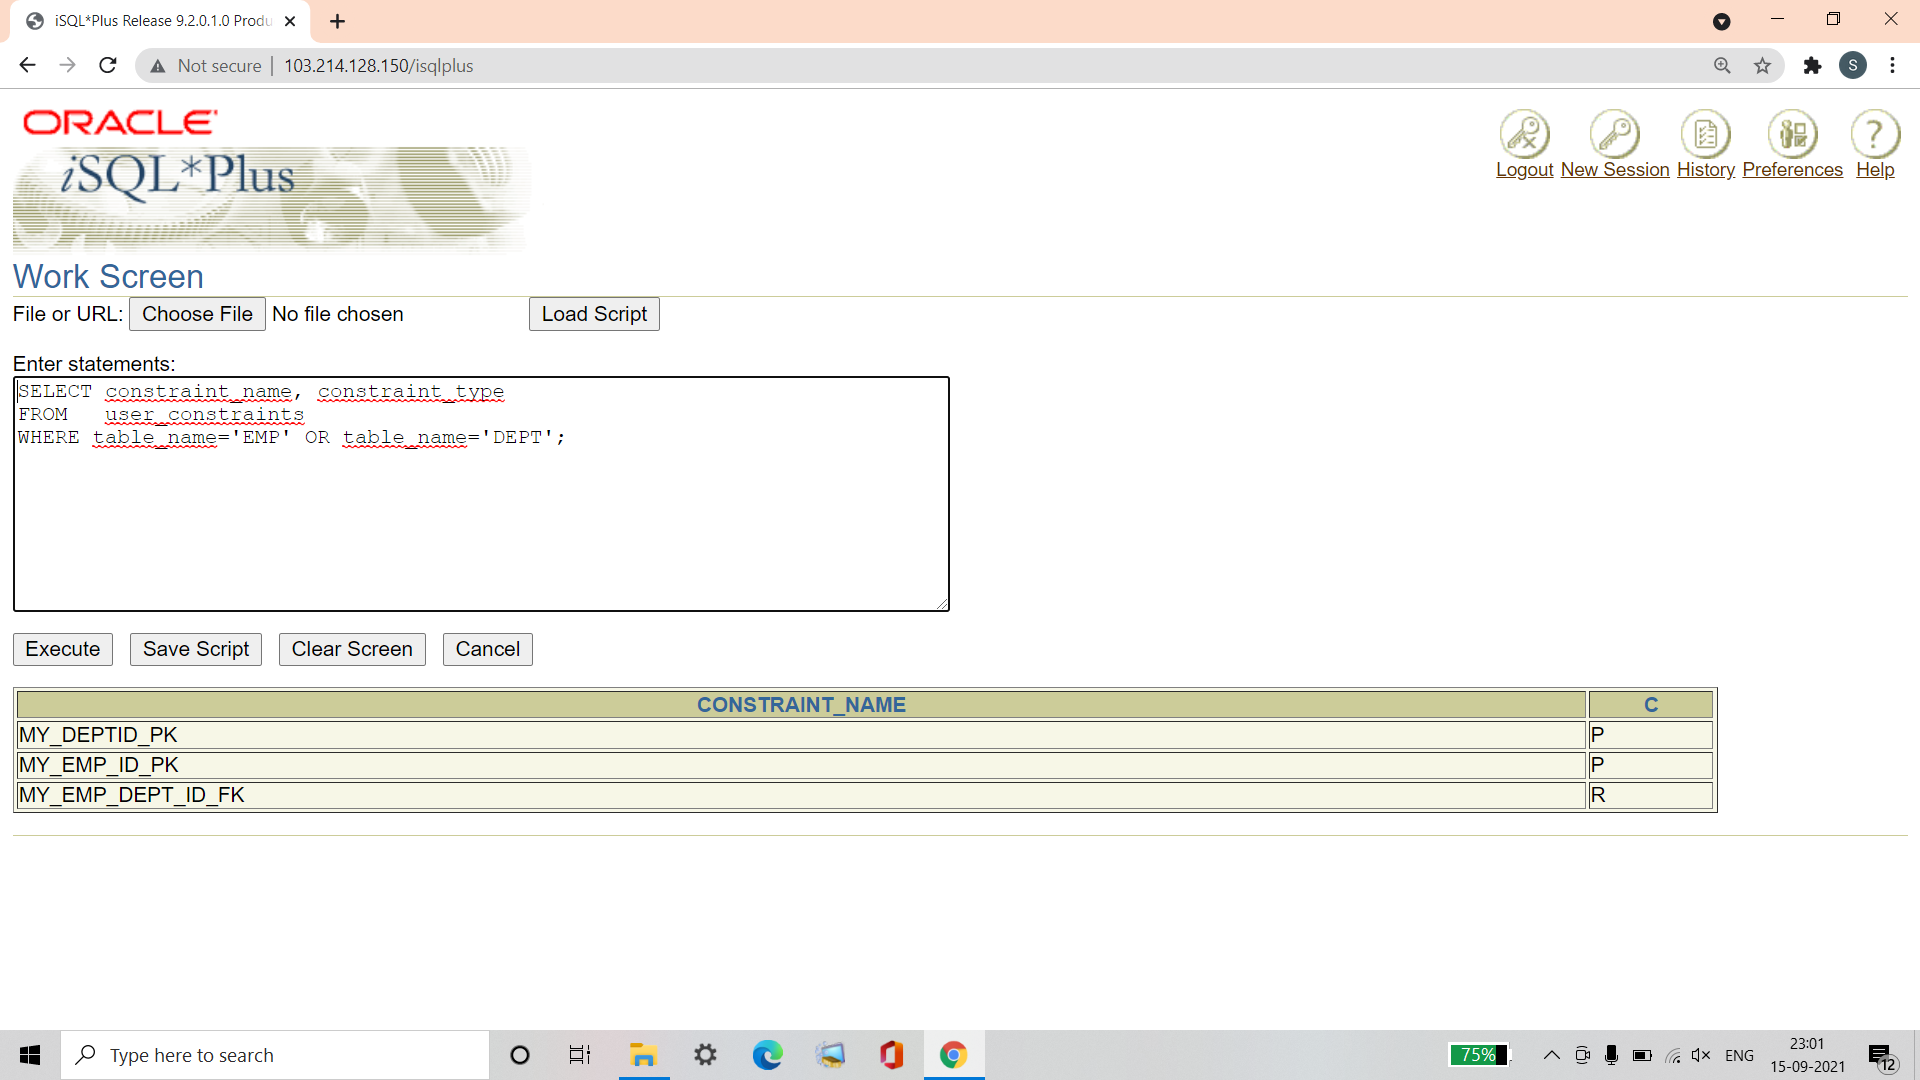 iSQL*Plus Release 9.2.0.1.0 Produ
Not secure | 103.214.128.150/isqlplus
S
ORACLE
iSQL*Plus
Logout New Session History Preferences Help
Work Screen
File or URL: Choose File No file chosen Load Script
Enter statements:
SELECT constraint_name, constraint_type
FROM user_constraints
WHERE table_name='EMP' OR table_name='DEPT';
Execute Save Script Clear Screen Cancel
CONSTRAINT_NAME C
MY_DEPTID_PK P
MY_EMP_ID_PK P
MY_EMP_DEPT_ID_FK R
Type here to search
75%
ENG
23:01
15-09-2021
12